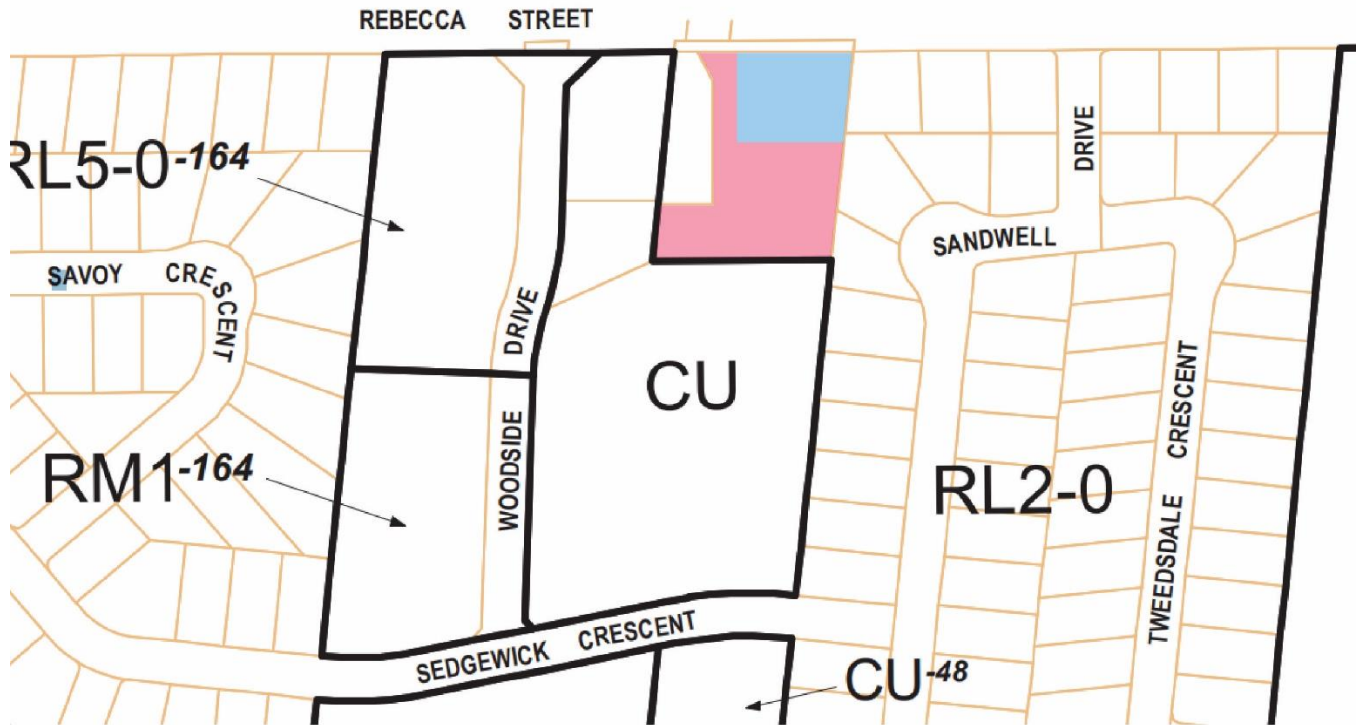 REBECCA STREET
RL5-0-164
DRIVE
SANDWELL
SAVOY CRESCENT
DRIVE
CU
CRESCENT
RM1-164
WOODSIDE
RL2-0
TWEEDSDALE
SEDGEWICK CRESCENT
CU-48